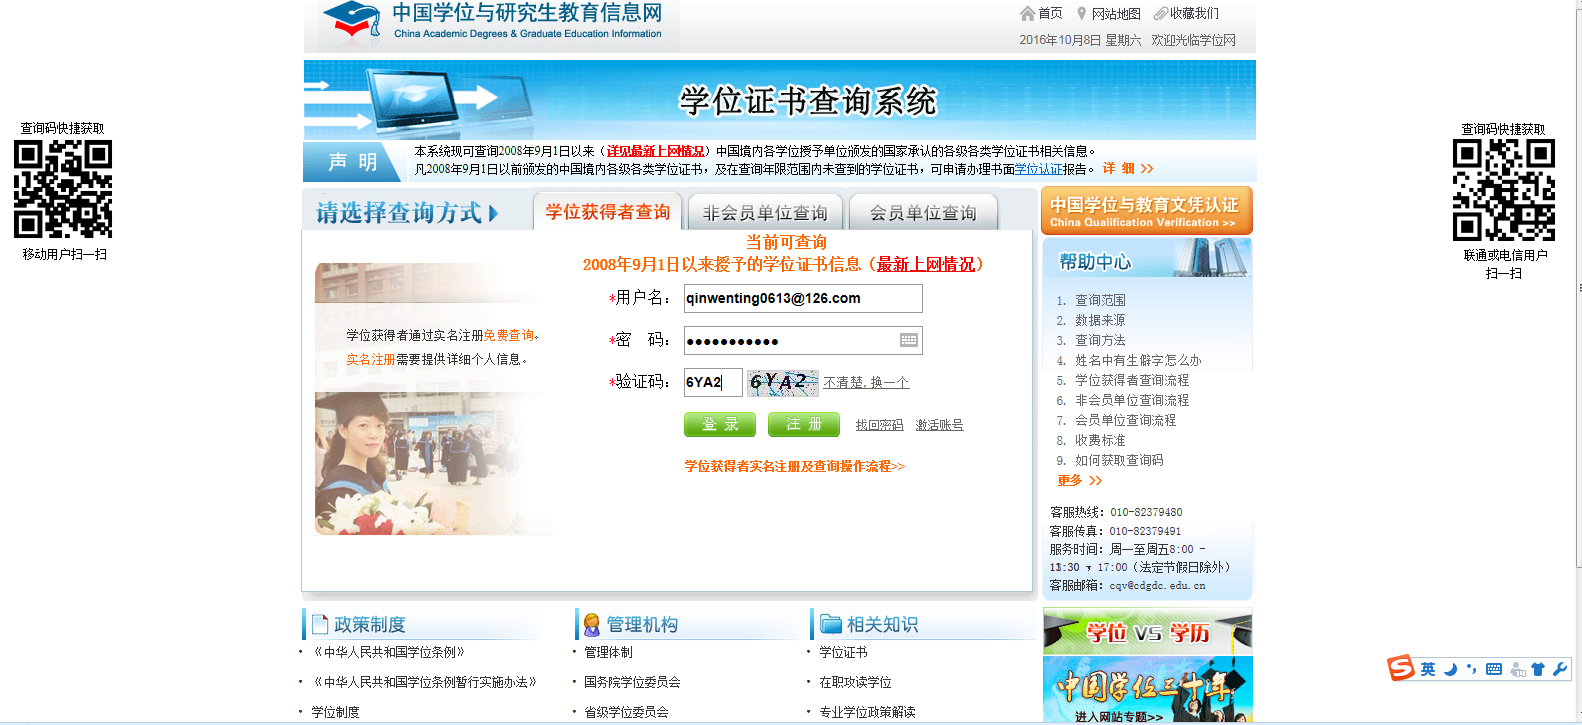 中国学位与研究生教育信息网
China Academic Degrees & Graduate Education Information
首页 网站地图 收藏我们
2016年10月8日 星期六 欢迎光临学位网
学位证书查询系统
查询码快捷获取
移动用户扫一扫
查询码快捷获取
联通或电信用户
扫一扫
声 明
本系统现可查询2008年9月1日以来（详见最新上网情况）中国境内各学位授予单位颁发的国家承认的各级各类学位证书相关信息。
凡2008年9月1日以前颁发的中国境内各级各类学位证书，及在查询年限范围内未查到的学位证书，可申请办理书面学位认证报告。 详 细 >>
请选择查询方式
学位获得者查询
非会员单位查询
会员单位查询
中国学位与教育文凭认证
China Qualification Verification >>
当前可查询
2008年9月1日以来授予的学位证书信息（最新上网情况）
学位获得者通过实名注册免费查询。
实名注册需要提供详细个人信息。
*用户名： qinwenting0613@126.com
*密 码： ●●●●●●●●●●●
*验证码： 6YA2 6YA2 不清楚,换一个
登 录 注 册 找回密码 激活账号
学位获得者实名注册及查询操作流程>>
帮助中心
1. 查询范围
2. 数据来源
3. 查询方法
4. 姓名中有生僻字怎么办
5. 学位获得者查询流程
6. 非会员单位查询流程
7. 会员单位查询流程
8. 收费标准
9. 如何获取查询码
更多 >>
客服热线：010-82379480
客服传真：010-82379491
服务时间：周一至周五8:00 -
17:00（法定节假日除外）
客服邮箱：cqv@cdgdc.edu.cn
政策制度
• 《中华人民共和国学位条例》
• 《中华人民共和国学位条例暂行实施办法》
• 学位制度
管理机构
• 管理体制
• 国务院学位委员会
• 省级学位委员会
相关知识
• 学位证书
• 在职攻读学位
• 专业学位政策解读
学位 VS 学历
中国学位三十年
进入网站专题>>
S 英